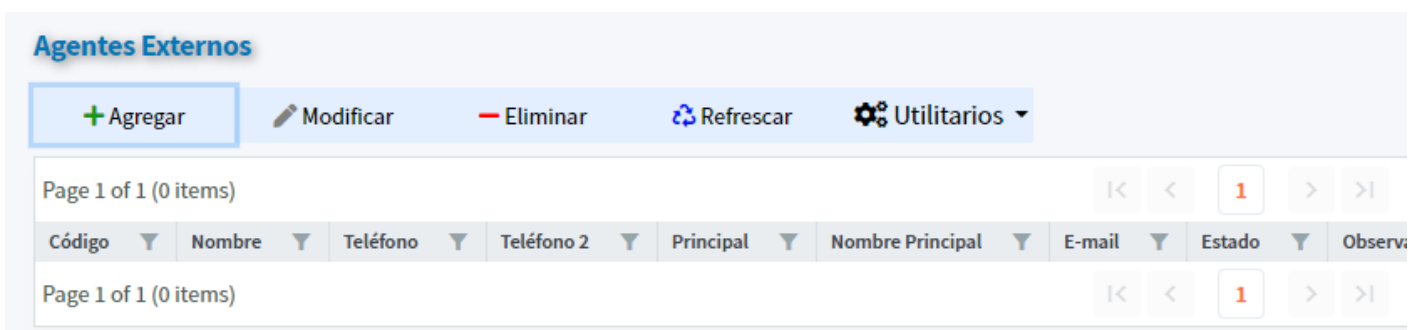 Agentes Externos
Agregar Modificar Eliminar Refrescar Utilitarios
Page 1 of 1 (0 items) 1
Código Nombre Teléfono Teléfono 2 Principal Nombre Principal E-mail Estado Observa
Page 1 of 1 (0 items) 1